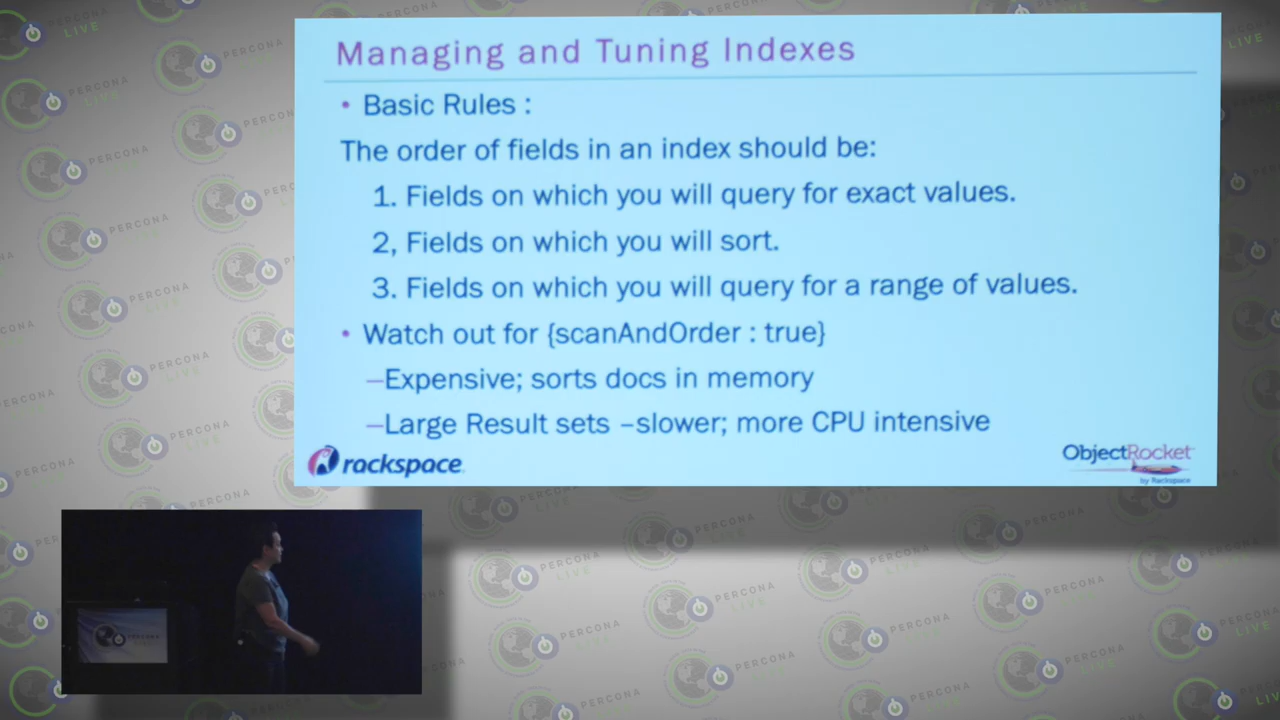 Managing and Tuning Indexes
• Basic Rules :
The order of fields in an index should be:
1. Fields on which you will query for exact values.
2, Fields on which you will sort.
3. Fields on which you will query for a range of values.
• Watch out for {scanAndOrder : true}
–Expensive; sorts docs in memory
–Large Result sets –slower; more CPU intensive
rackspace
ObjectRocket
by Rackspace
PERCONA
LIVE